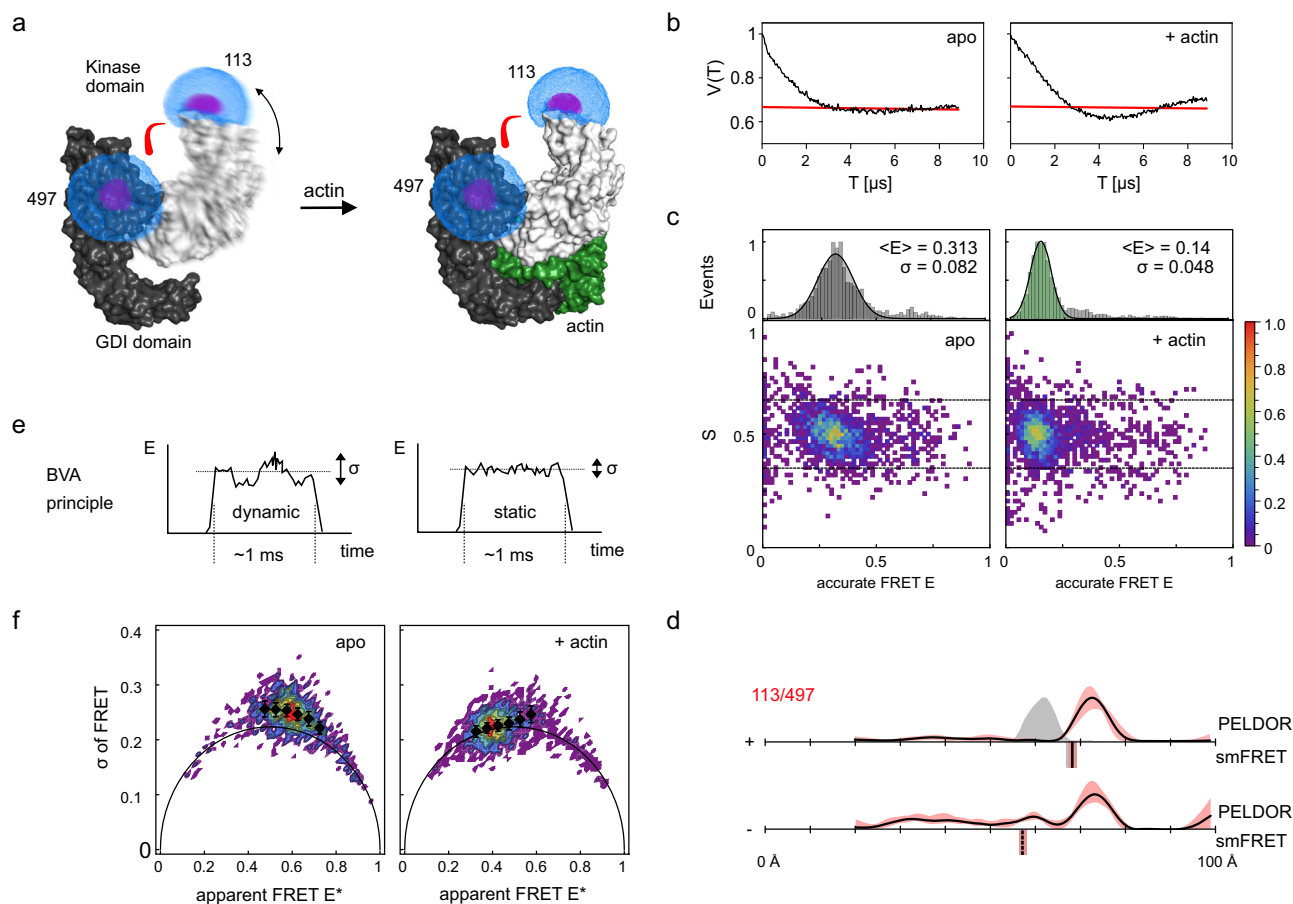 a
Kinase
domain
113
497
GDI domain
actin
113
497
actin
b
V(T)
1
0.8
0.6
apo
0 2 4 6 8 10
T [µs]
+ actin
0 2 4 6 8 10
T [µs]
c
Events
1
0
<E> = 0.313
σ = 0.082
<E> = 0.14
σ = 0.048
S
1
0.5
0
apo
+ actin
0 0.5 1
accurate FRET E
0 0.5 1
accurate FRET E
1.0
0.8
0.6
0.4
0.2
0
e
BVA
principle
E
σ
dynamic
~1 ms
time
E
σ
static
~1 ms
time
f
σ of FRET
0.4
0.3
0.2
0.1
0
apo
0 0.2 0.4 0.6 0.8 1
apparent FRET E*
+ actin
0 0.2 0.4 0.6 0.8 1
apparent FRET E*
d
113/497
+
PELDOR
smFRET
-
PELDOR
smFRET
0 Å
100 Å